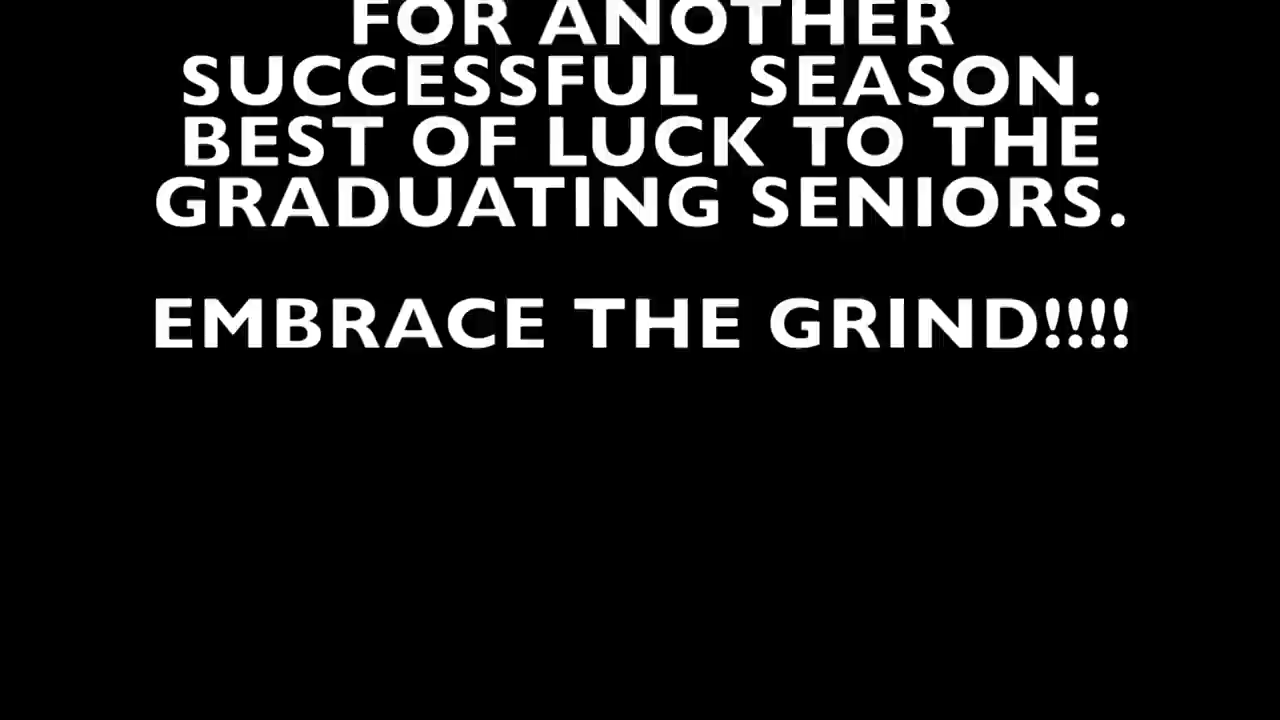 FOR ANOTHER
SUCCESSFUL  SEASON.
BEST OF LUCK TO THE
GRADUATING SENIORS.
EMBRACE THE GRIND!!!!